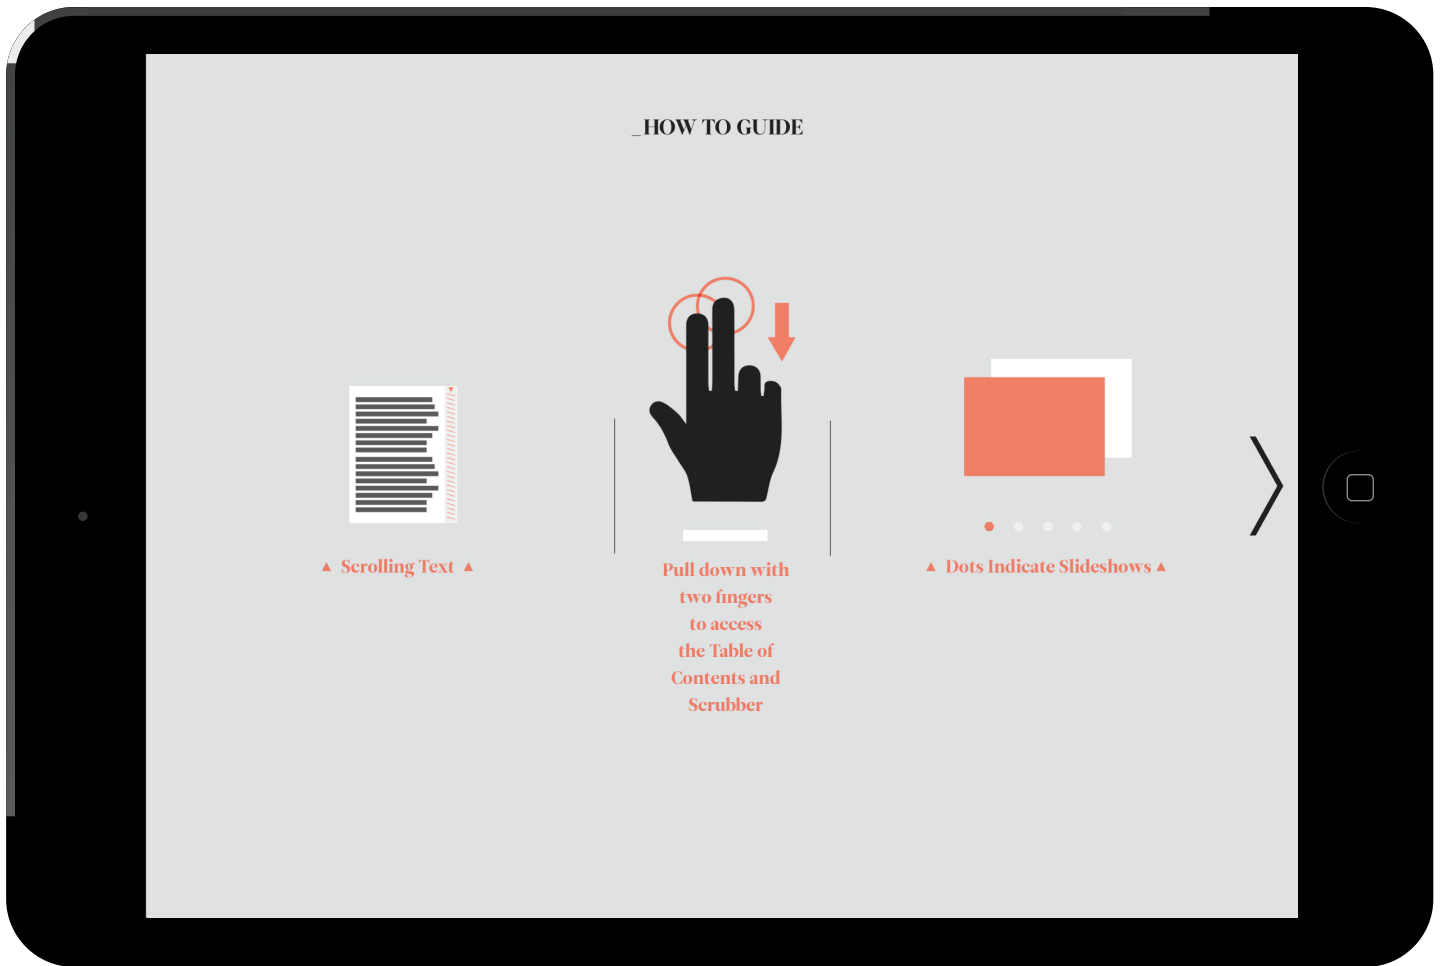 _HOW TO GUIDE
Scrolling Text
Pull down with
two fingers
to access
the Table of
Contents and
Scrubber
Dots Indicate Slideshows